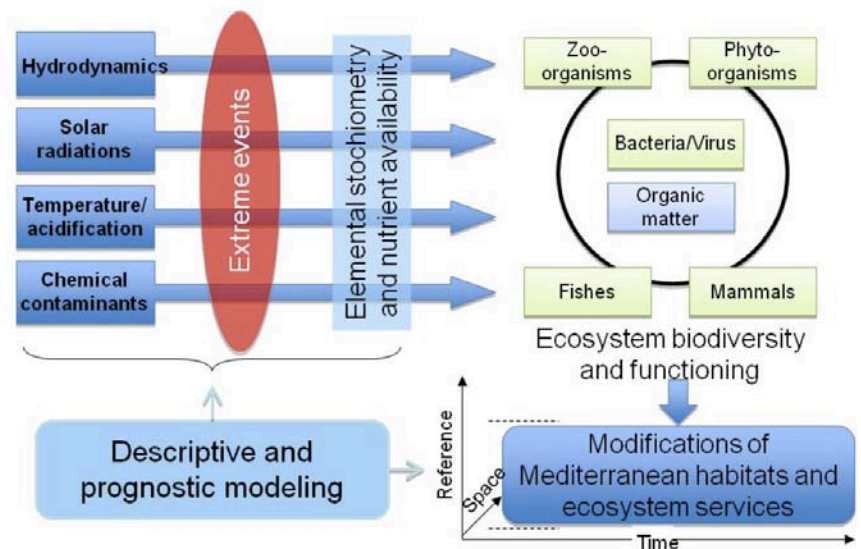 Hydrodynamics
Solar
radiations
Temperature/
acidification
Chemical
contaminants
Extreme events
Elemental stochiometry
and nutrient availability
Zoo-
organisms
Phyto-
organisms
Bacteria/Virus
Organic
matter
Fishes
Mammals
Ecosystem biodiversity
and functioning
Descriptive and
prognostic modeling
Reference
Space
Modifications of
Mediterranean habitats and
ecosystem services
Time